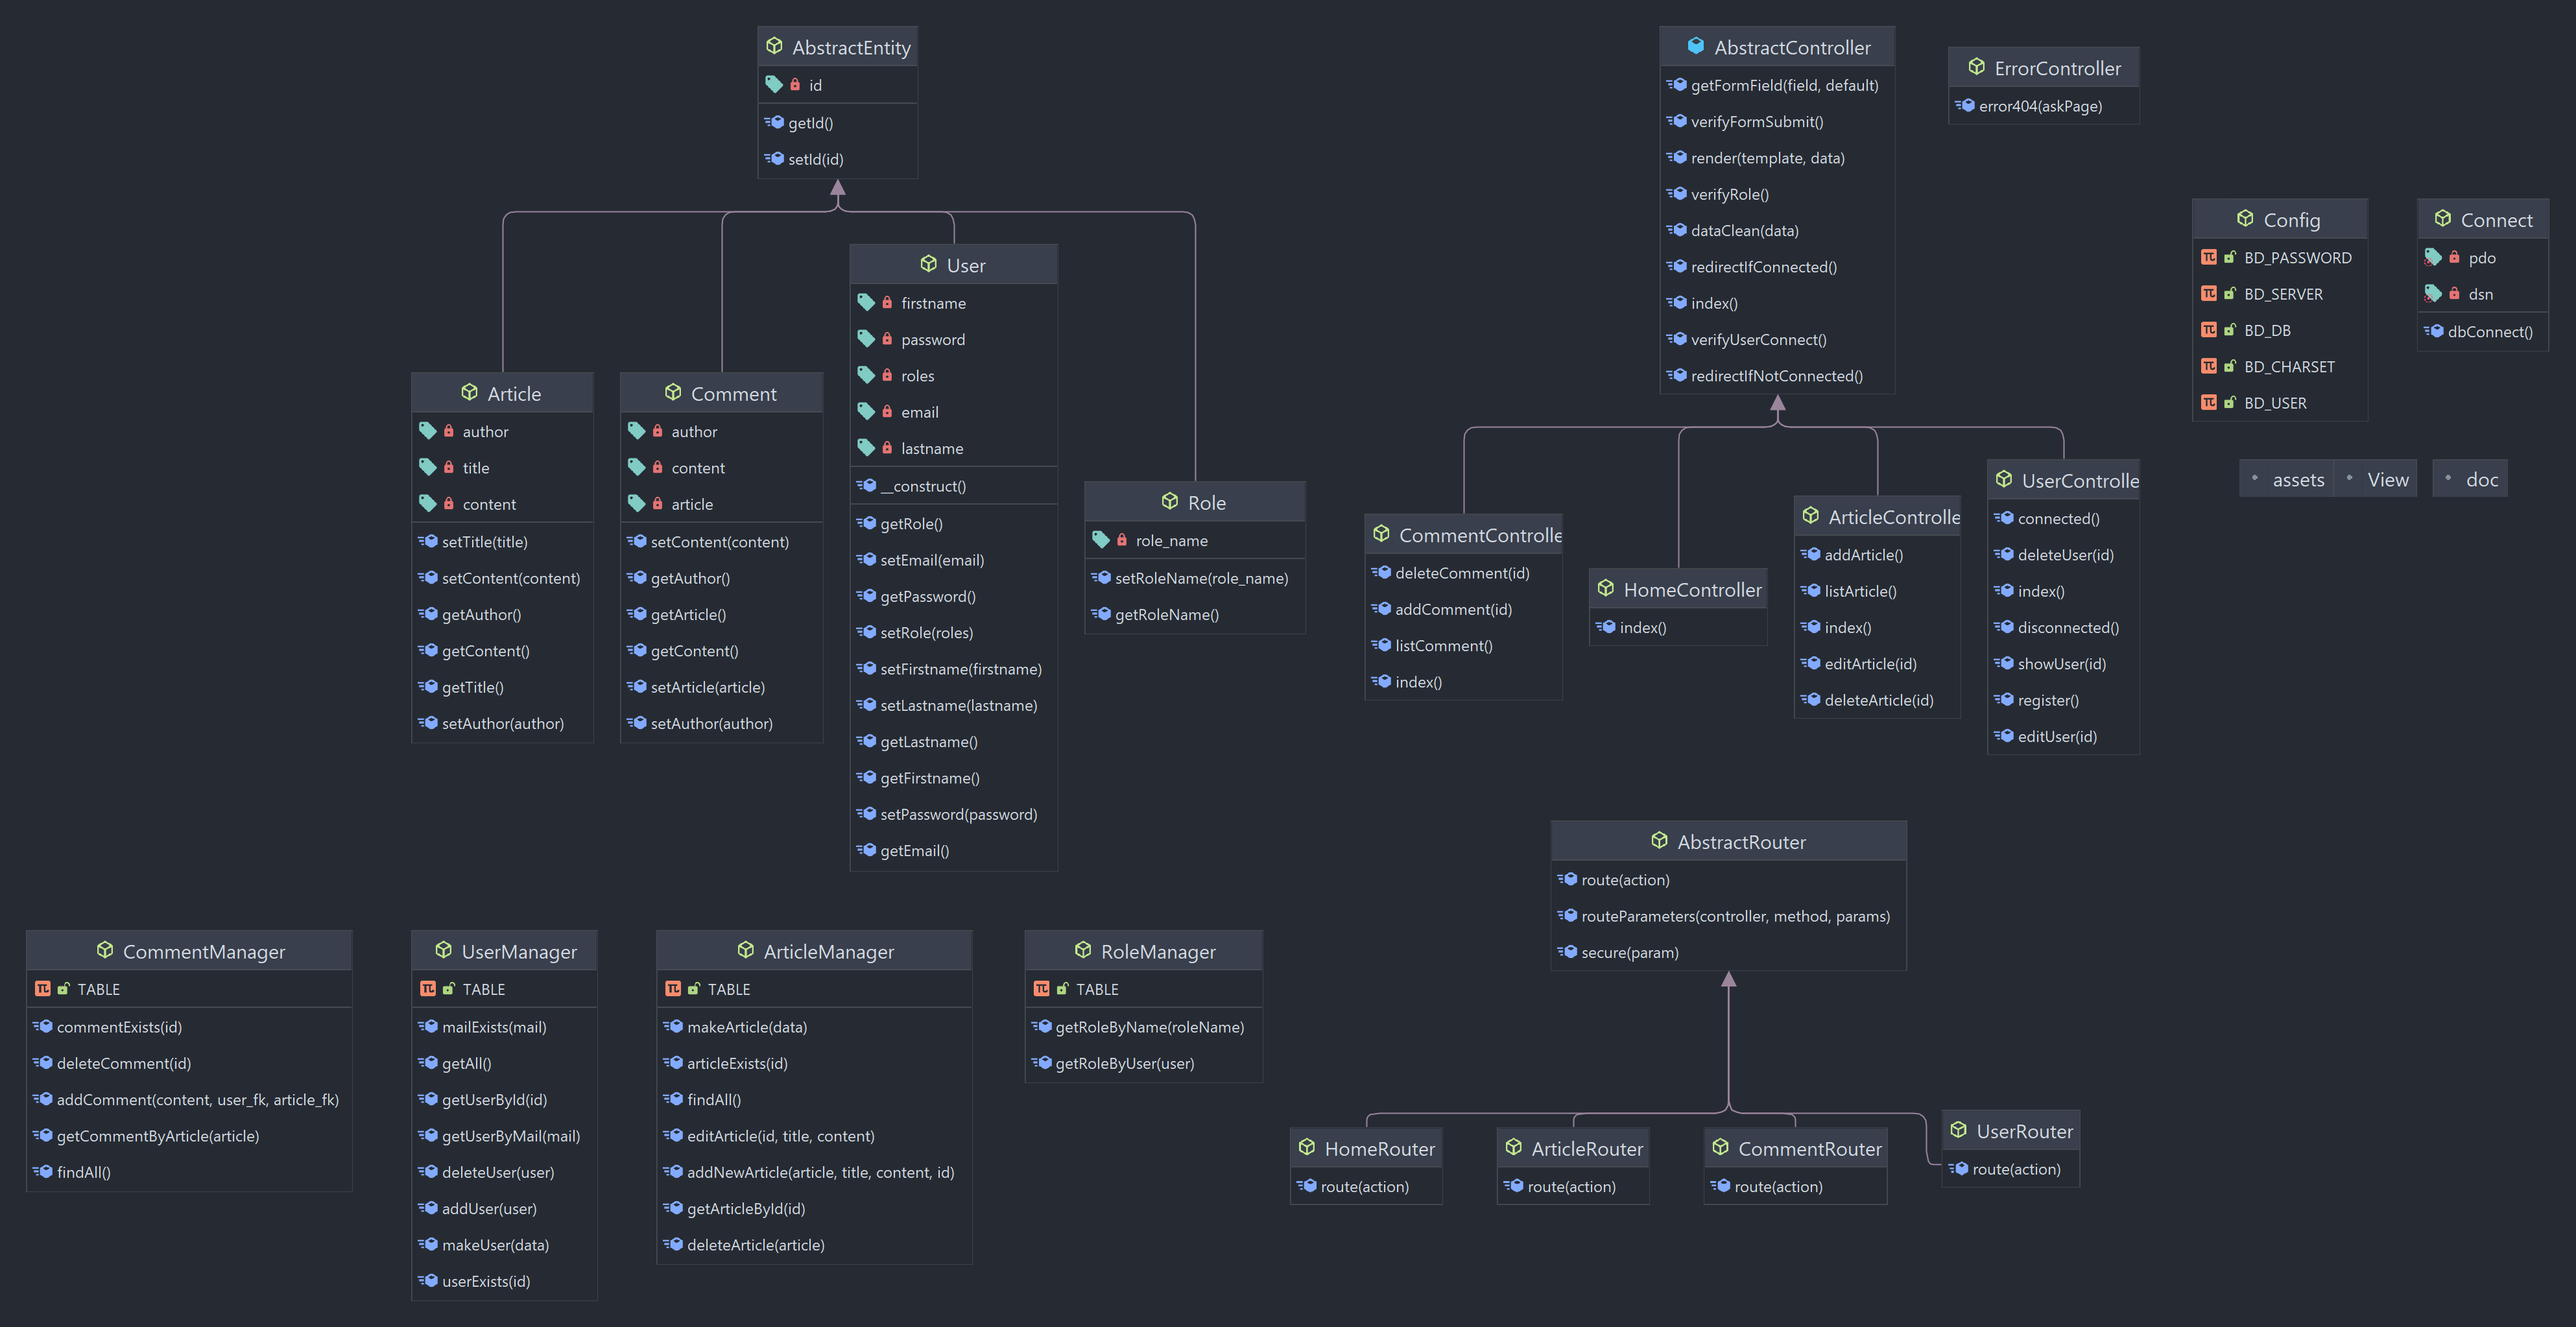 AbstractEntity
id
getId()
setId(id)
Article
author
title
content
setTitle(title)
setContent(content)
getAuthor()
getContent()
getTitle()
setAuthor(author)
Comment
author
content
article
setContent(content)
getAuthor()
getArticle()
getContent()
setArticle(article)
setAuthor(author)
User
firstname
password
roles
email
lastname
__construct()
getRole()
setEmail(email)
getPassword()
setRole(roles)
setFirstname(firstname)
setLastname(lastname)
getLastname()
getFirstname()
setPassword(password)
getEmail()
Role
role_name
setRoleName(role_name)
getRoleName()
AbstractController
getFormField(field, default)
verifyFormSubmit()
render(template, data)
verifyRole()
dataClean(data)
redirectIfConnected()
index()
verifyUserConnect()
redirectIfNotConnected()
ErrorController
error404(askPage)
CommentControlle
deleteComment(id)
addComment(id)
listComment()
index()
HomeController
index()
ArticleControlle
addArticle()
listArticle()
index()
editArticle(id)
deleteArticle(id)
UserControlle
connected()
deleteUser(id)
index()
disconnected()
showUser(id)
register()
editUser(id)
Config
BD_PASSWORD
BD_SERVER
BD_DB
BD_CHARSET
BD_USER
Connect
pdo
dsn
dbConnect()
assets
View
doc
CommentManager
TABLE
commentExists(id)
deleteComment(id)
addComment(content, user_fk, article_fk)
getCommentByArticle(article)
findAll()
UserManager
TABLE
mailExists(mail)
getAll()
getUserById(id)
getUserByMail(mail)
deleteUser(user)
addUser(user)
makeUser(data)
userExists(id)
ArticleManager
TABLE
makeArticle(data)
articleExists(id)
findAll()
editArticle(id, title, content)
addNewArticle(article, title, content, id)
getArticleById(id)
deleteArticle(article)
RoleManager
TABLE
getRoleByName(roleName)
getRoleByUser(user)
AbstractRouter
route(action)
routeParameters(controller, method, params)
secure(param)
HomeRouter
route(action)
ArticleRouter
route(action)
CommentRouter
route(action)
UserRouter
route(action)